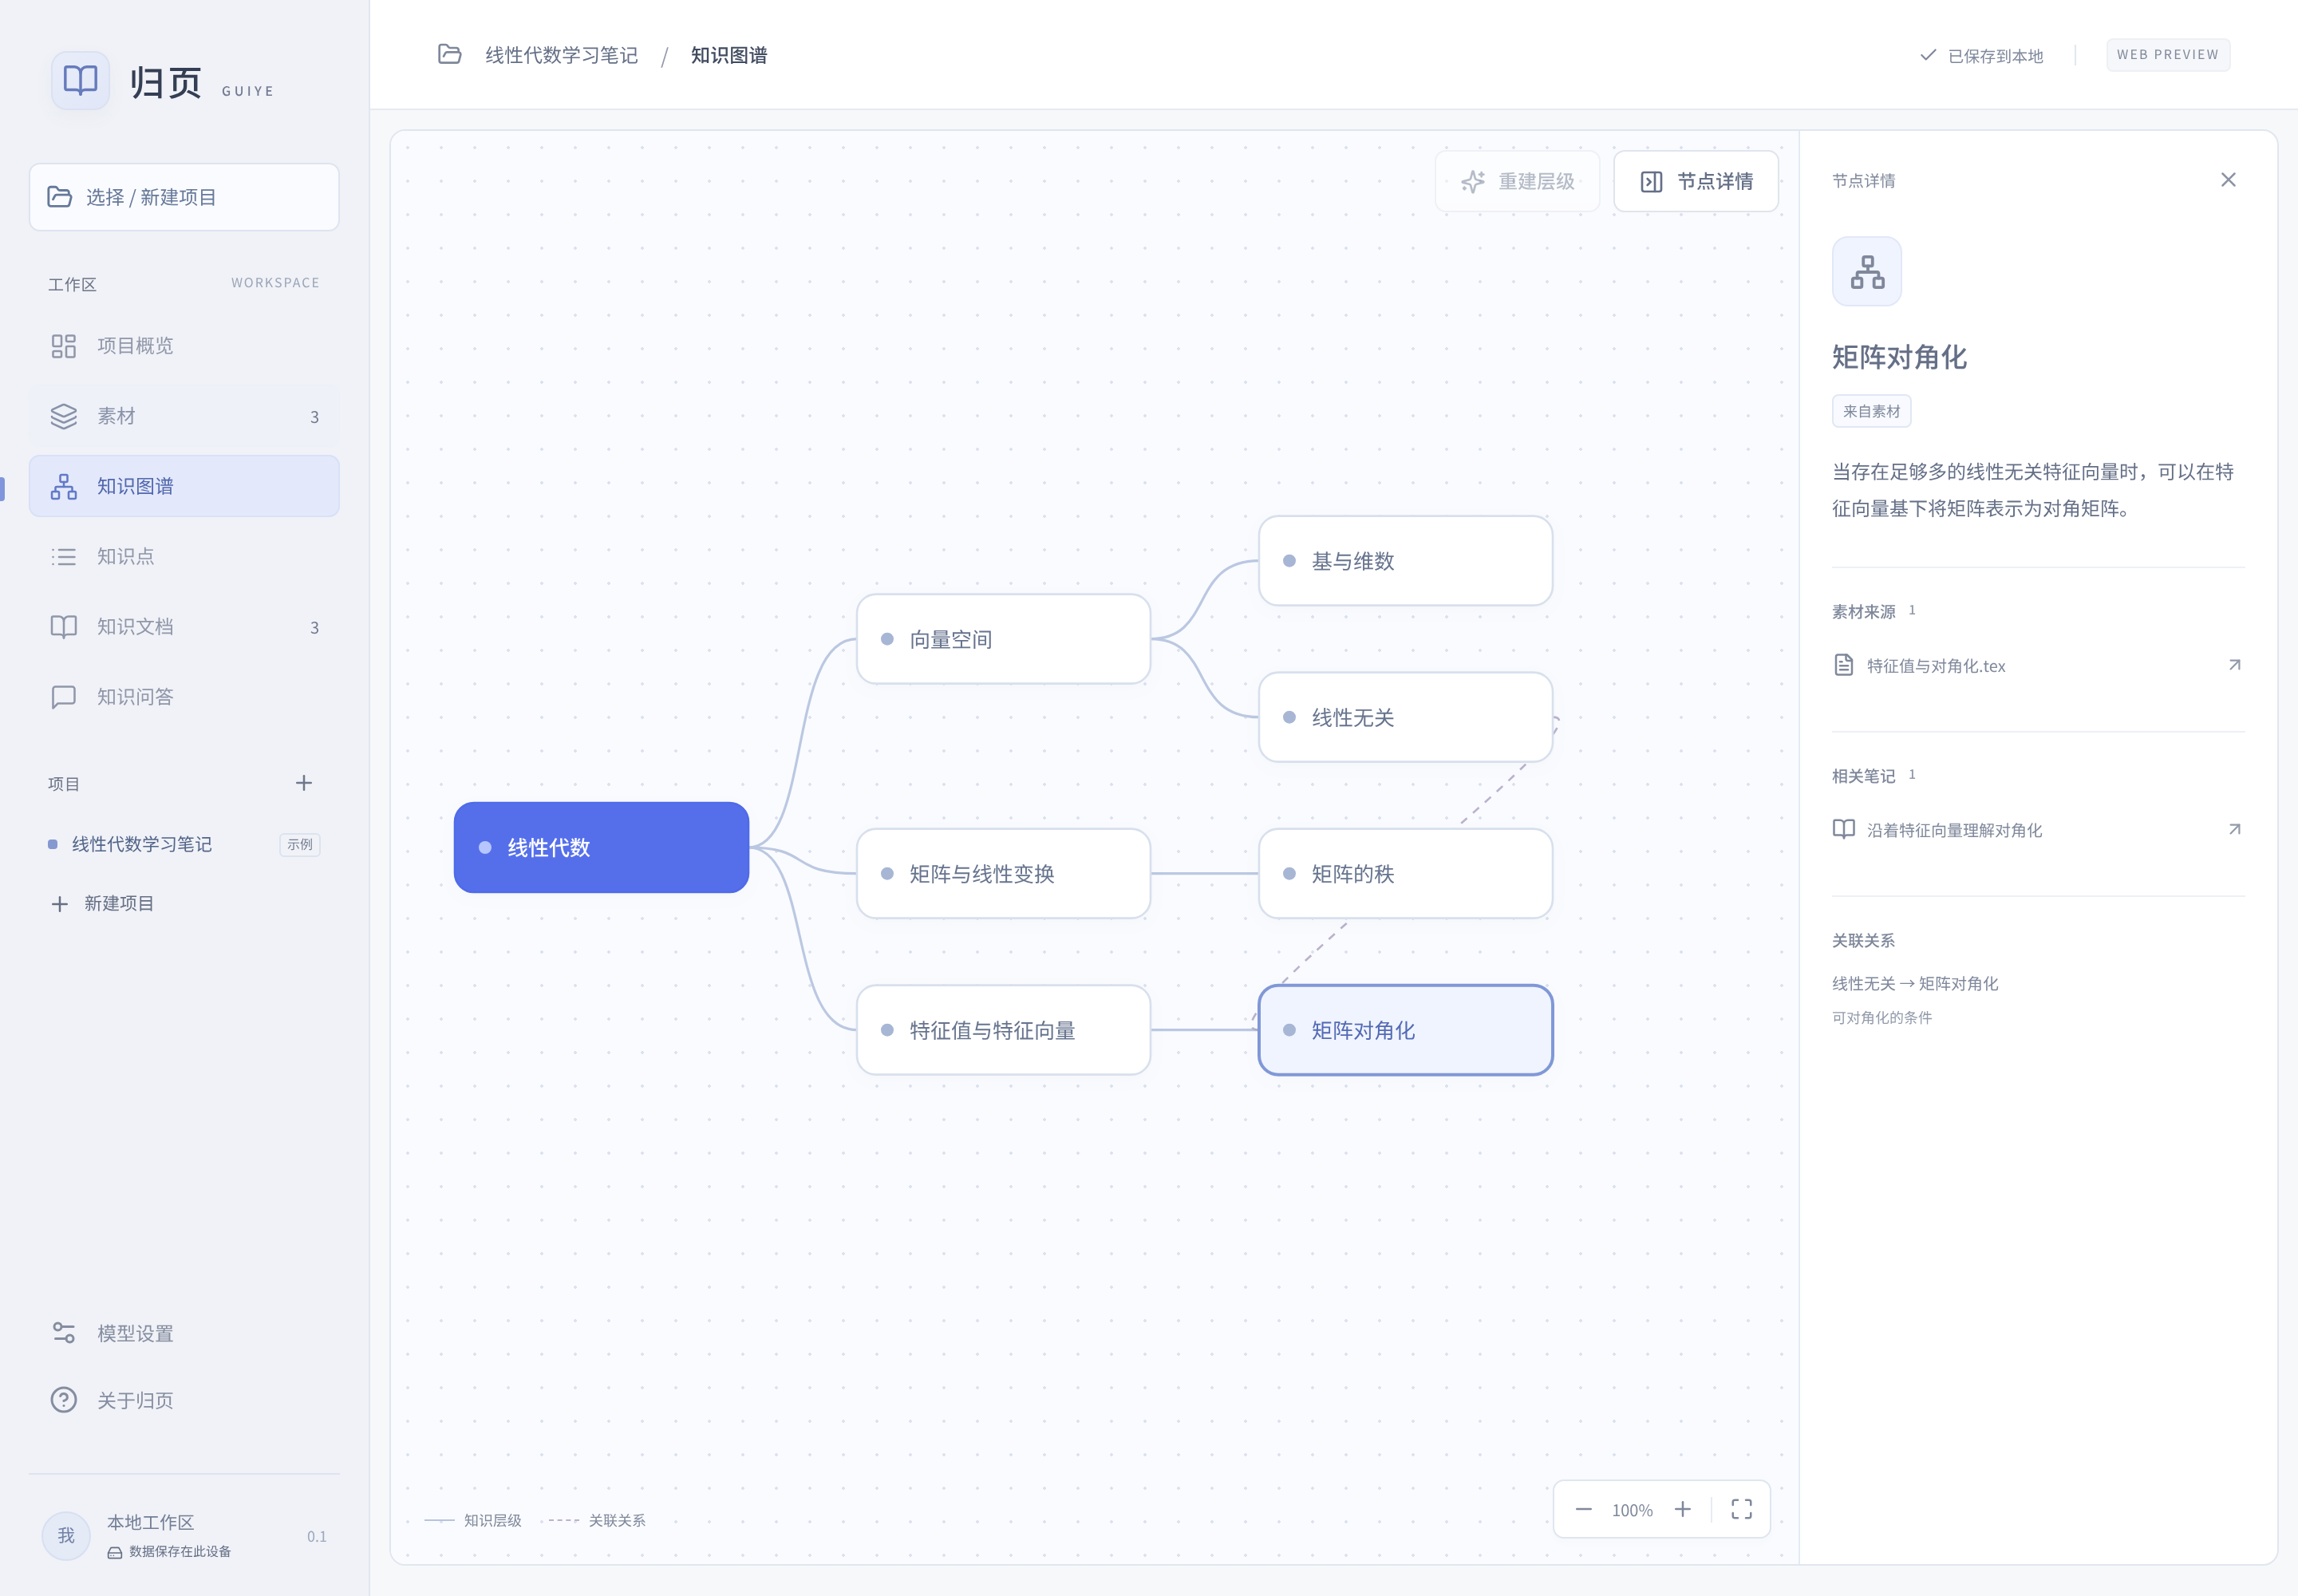 归页 GUIYE
选择 / 新建项目
工作区 WORKSPACE
项目概览
素材 3
知识图谱
知识点
知识文档 3
知识问答
项目
线性代数学习笔记 示例
新建项目
模型设置
关于归页
我 本地工作区 0.1
数据保存在此设备
线性代数学习笔记 / 知识图谱
已保存到本地 WEB PREVIEW
重建层级 节点详情
基与维数
向量空间
线性无关
线性代数
矩阵与线性变换
矩阵的秩
特征值与特征向量
矩阵对角化
知识层级 关联关系
100%
节点详情
矩阵对角化
来自素材
当存在足够多的线性无关特征向量时，可以在特
征向量基下将矩阵表示为对角矩阵。
素材来源 1
特征值与对角化.tex
相关笔记 1
沿着特征向量理解对角化
关联关系
线性无关 → 矩阵对角化
可对角化的条件